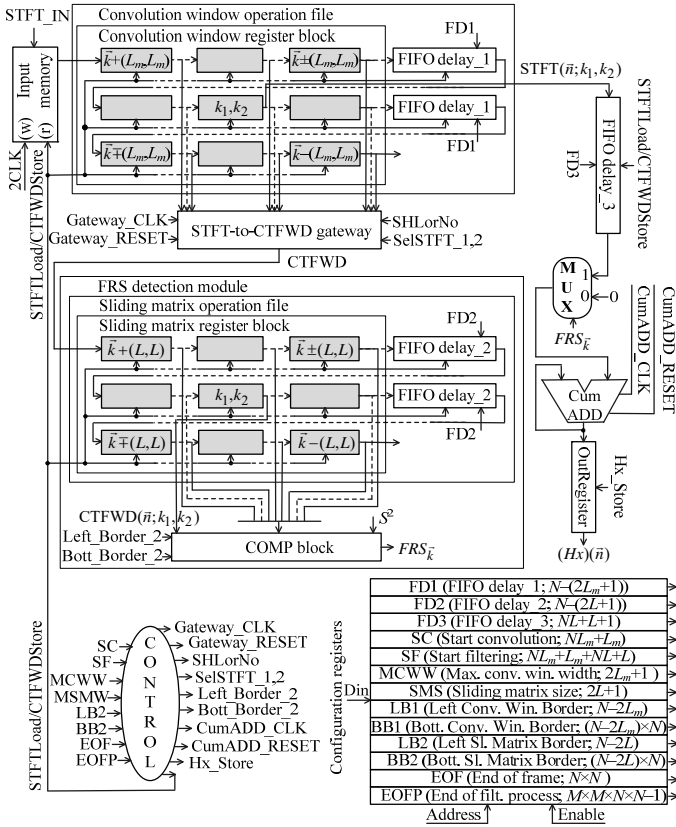 STFT_IN
Convolution window operation file
Convolution window register block
FD1
Input memory
(w) (r)
2CLK
k⃗+(Lm,Lm)
k⃗±(Lm,Lm)
FIFO delay_1
STFT(n⃗;k1,k2)
k1,k2
FIFO delay_1
FD1
k⃗∓(Lm,Lm)
k⃗–(Lm,Lm)
FD3
FIFO delay_3
STFTLoad/CTFWDStore
STFTLoad/CTFWDStore
Gateway_CLK
Gateway_RESET
STFT-to-CTFWD gateway
SHLorNo
SelSTFT_1,2
CTFWD
MUX
1
0
0
FRSk⃗
CumADD_CLK
CumADD_RESET
Cum ADD
OutRegister
Hx_Store
(Hx)(n⃗)
FRS detection module
Sliding matrix operation file
Sliding matrix register block
FD2
k⃗+(L,L)
k⃗±(L,L)
FIFO delay_2
k1,k2
FIFO delay_2
FD2
k⃗∓(L,L)
k⃗–(L,L)
CTFWD(n⃗;k1,k2)
S2
Left_Border_2
Bott_Border_2
COMP block
FRSk⃗
STFTLoad/CTFWDStore
SC
SF
MCWW
MSMW
LB2
BB2
EOF
EOFP
CONTROL
Gateway_CLK
Gateway_RESET
SHLorNo
SelSTFT_1,2
Left_Border_2
Bott_Border_2
CumADD_CLK
CumADD_RESET
Hx_Store
Configuration registers
Din
FD1 (FIFO delay_1; N–(2Lm+1))
FD2 (FIFO delay_2; N–(2L+1))
FD3 (FIFO delay_3; NL+L+1)
SC (Start convolution; NLm+Lm)
SF (Start filtering; NLm+Lm+NL+L)
MCWW (Max. conv. win. width; 2Lm+1)
SMS (Sliding matrix size; 2L+1)
LB1 (Left Conv. Win. Border; N–2Lm)
BB1 (Bott. Conv. Win. Border; (N–2Lm)×N)
LB2 (Left Sl. Matrix Border; N–2L)
BB2 (Bott. Sl. Matrix Border; (N–2L)×N)
EOF (End of frame; N×N)
EOFP (End of filt. process; M×M×N×N–1)
Address
Enable